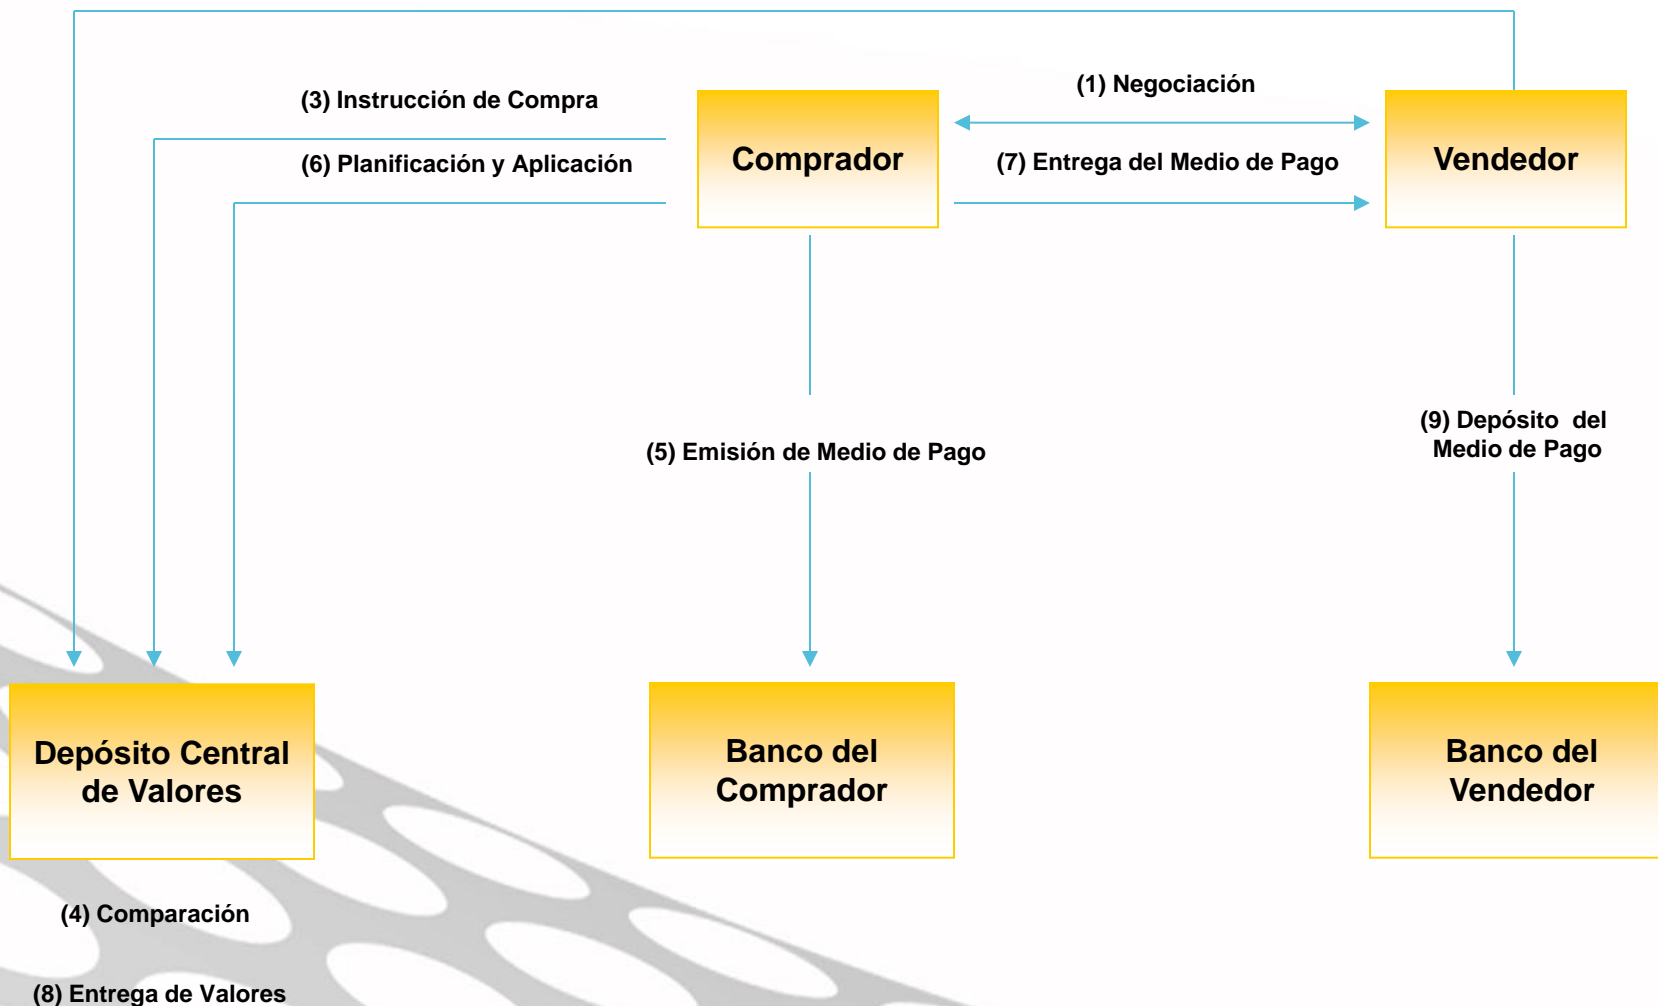 (1) Negociación
(3) Instrucción de Compra
Comprador
Vendedor
(6) Planificación y Aplicación
(7) Entrega del Medio de Pago
(9) Depósito del
Medio de Pago
(5) Emisión de Medio de Pago
Depósito Central
de Valores
Banco del
Comprador
Banco del
Vendedor
(4) Comparación
(8) Entrega de Valores